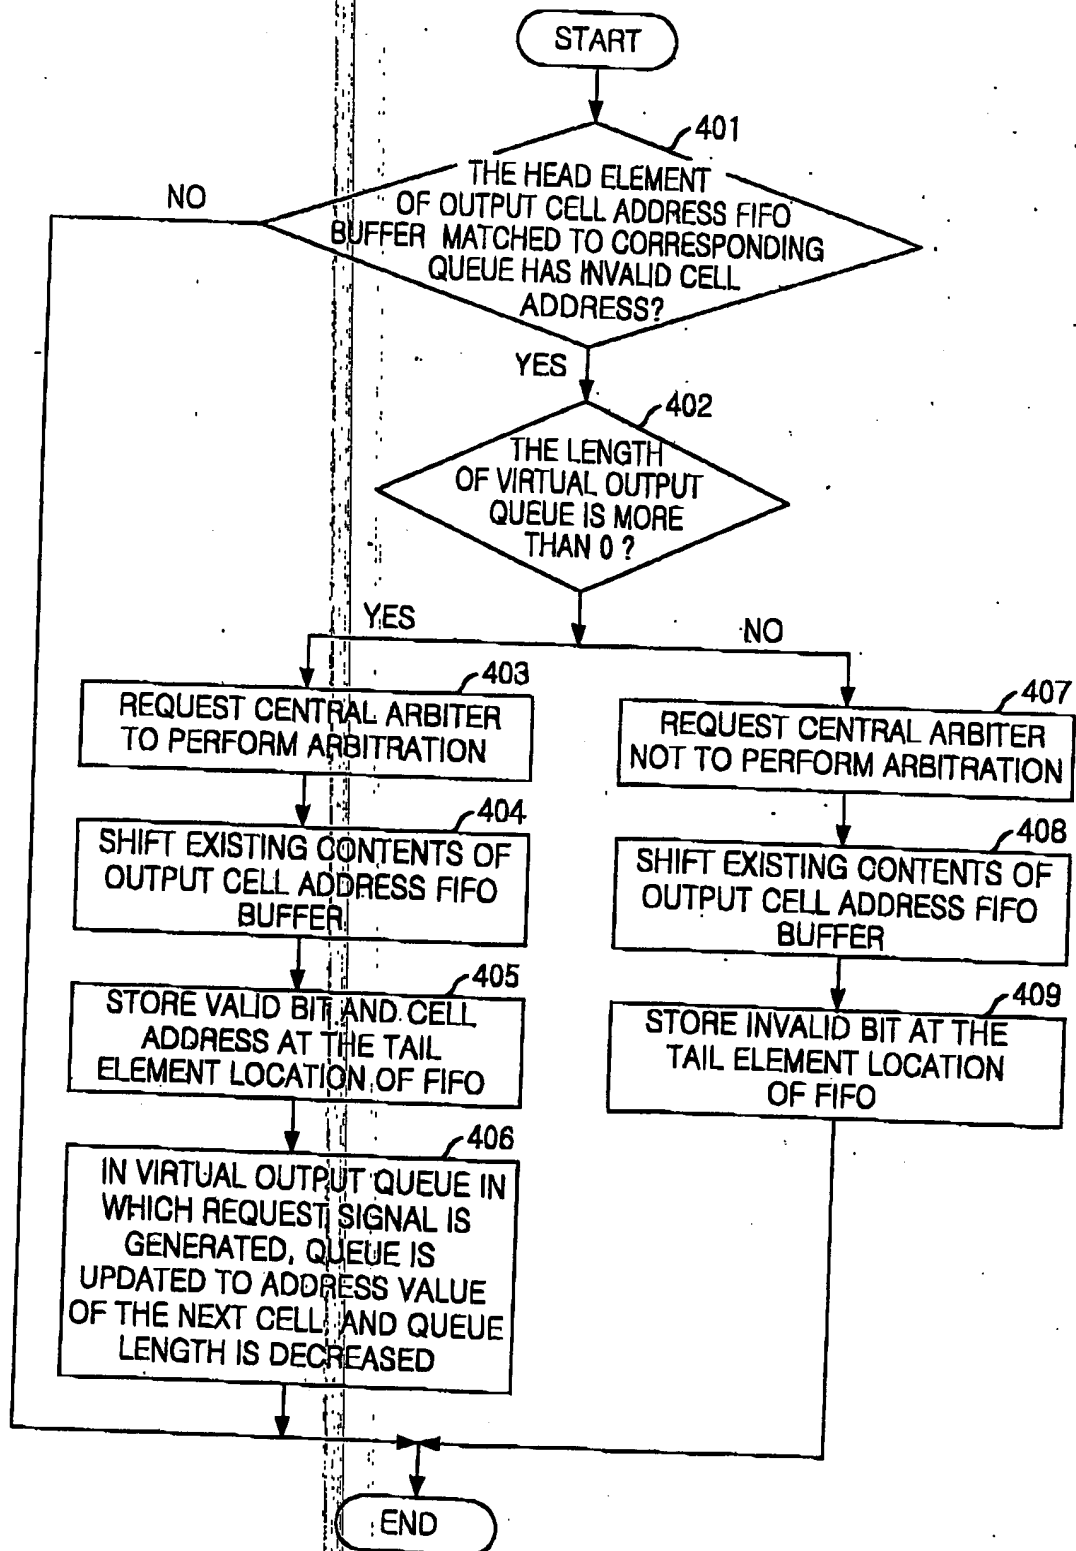 START
401
THE HEAD ELEMENT
OF OUTPUT CELL ADDRESS FIFO
BUFFER MATCHED TO CORRESPONDING
QUEUE HAS INVALID CELL
ADDRESS?
NO
YES
402
THE LENGTH
OF VIRTUAL OUTPUT
QUEUE IS MORE
THAN 0 ?
YES
NO
403
REQUEST CENTRAL ARBITER
TO PERFORM ARBITRATION
404
SHIFT EXISTING CONTENTS OF
OUTPUT CELL ADDRESS FIFO
BUFFER
405
STORE VALID BIT AND CELL
ADDRESS AT THE TAIL
ELEMENT LOCATION OF FIFO
406
IN VIRTUAL OUTPUT QUEUE IN
WHICH REQUEST SIGNAL IS
GENERATED, QUEUE IS
UPDATED TO ADDRESS VALUE
OF THE NEXT CELL AND QUEUE
LENGTH IS DECREASED
407
REQUEST CENTRAL ARBITER
NOT TO PERFORM ARBITRATION
408
SHIFT EXISTING CONTENTS OF
OUTPUT CELL ADDRESS FIFO
BUFFER
409
STORE INVALID BIT AT THE
TAIL ELEMENT LOCATION
OF FIFO
END